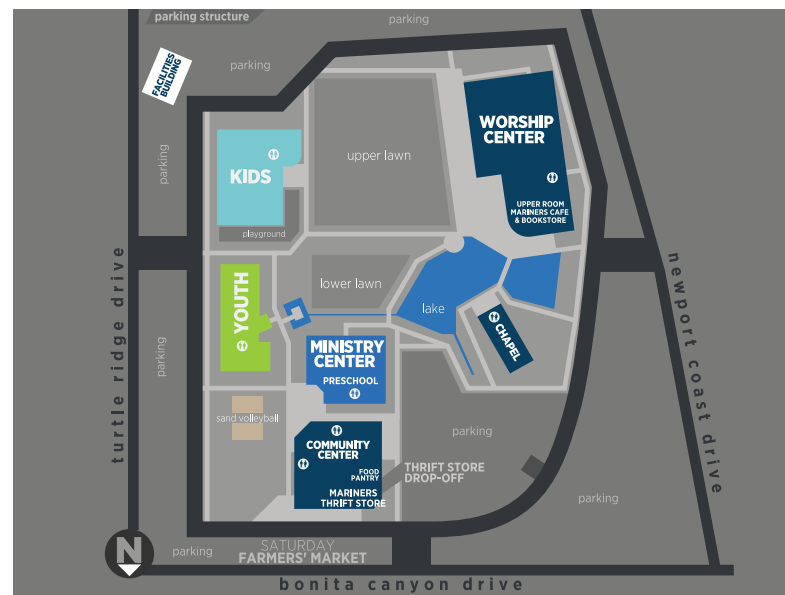 parking structure
parking
parking
FACILITIES
BUILDING
WORSHIP
CENTER
upper lawn
parking
KIDS
UPPER ROOM
MARINERS CAFE
& BOOKSTORE
playground
newport coast drive
turtle ridge drive
lower lawn
YOUTH
lake
CHAPEL
MINISTRY
CENTER
parking
PRESCHOOL
sand volleyball
parking
COMMUNITY
CENTER
FOOD
PANTRY
THRIFT STORE
DROP-OFF
MARINERS
THRIFT STORE
parking
N
parking
SATURDAY
FARMERS' MARKET
bonita canyon drive